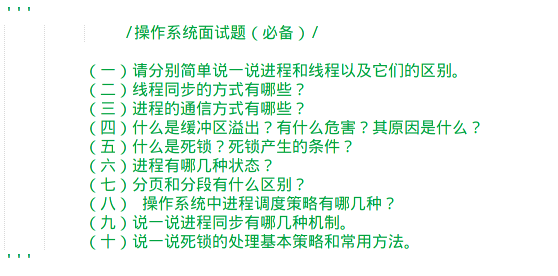 '''
/操作系统面试题（必备）/
（一）请分别简单说一说进程和线程以及它们的区别。
（二）线程同步的方式有哪些？
（三）进程的通信方式有哪些？
（四）什么是缓冲区溢出？有什么危害？其原因是什么？
（五）什么是死锁？死锁产生的条件？
（六）进程有哪几种状态？
（七）分页和分段有什么区别？
（八） 操作系统中进程调度策略有哪几种？
（九）说一说进程同步有哪几种机制。
（十）说一说死锁的处理基本策略和常用方法。
'''